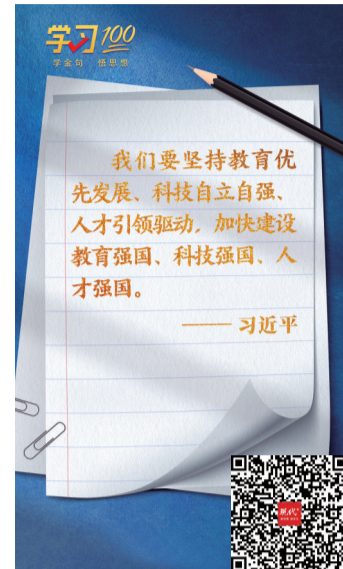 学习100
学金句 悟思想
我们要坚持教育优
先发展、科技自立自强、
人才引领驱动，加快建设
教育强国、科技强国、人
才强国。
——习近平